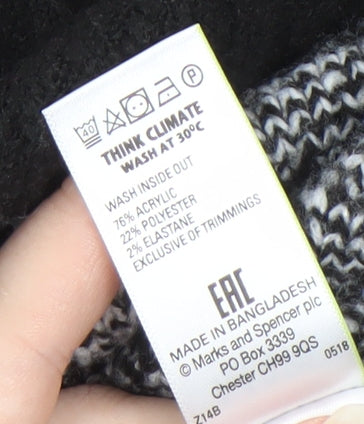 40 P
THINK CLIMATE
WASH AT 30°C
WASH INSIDE OUT
76% ACRYLIC
22% POLYESTER
2% ELASTANE
EXCLUSIVE OF TRIMMINGS
EAC
MADE IN BANGLADESH
© Marks and Spencer plc
PO Box 3339
Chester CH99 9QS
Z14B 0518